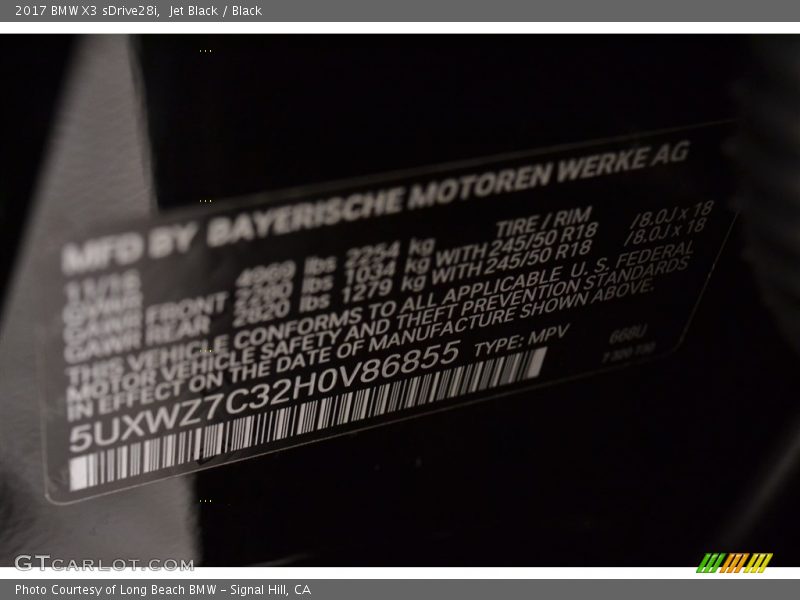 2017 BMW X3 sDrive28i, Jet Black / Black
MFD BY BAYERISCHE MOTOREN WERKE AG
11/16 TIRE / RIM
GVWR 4969 lbs 2254 kg
GAWR FRONT 2280 lbs 1034 kg WITH 245/50 R18 /8.0J x 18
GAWR REAR 2820 lbs 1279 kg WITH 245/50 R18 /8.0J x 18
THIS VEHICLE CONFORMS TO ALL APPLICABLE U. S. FEDERAL
MOTOR VEHICLE SAFETY AND THEFT PREVENTION STANDARDS
IN EFFECT ON THE DATE OF MANUFACTURE SHOWN ABOVE.
5UXWZ7C32H0V86855 TYPE: MPV
668U
GTCARLOT.COM
Photo Courtesy of Long Beach BMW – Signal Hill, CA